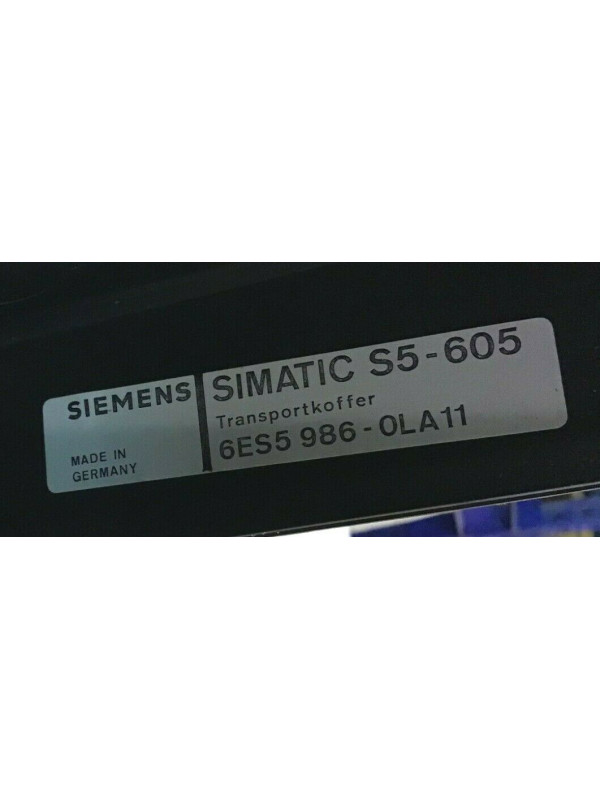 SIEMENS
MADE IN
GERMANY
SIMATIC S5-605
Transportkoffer
6ES5 986-0LA11